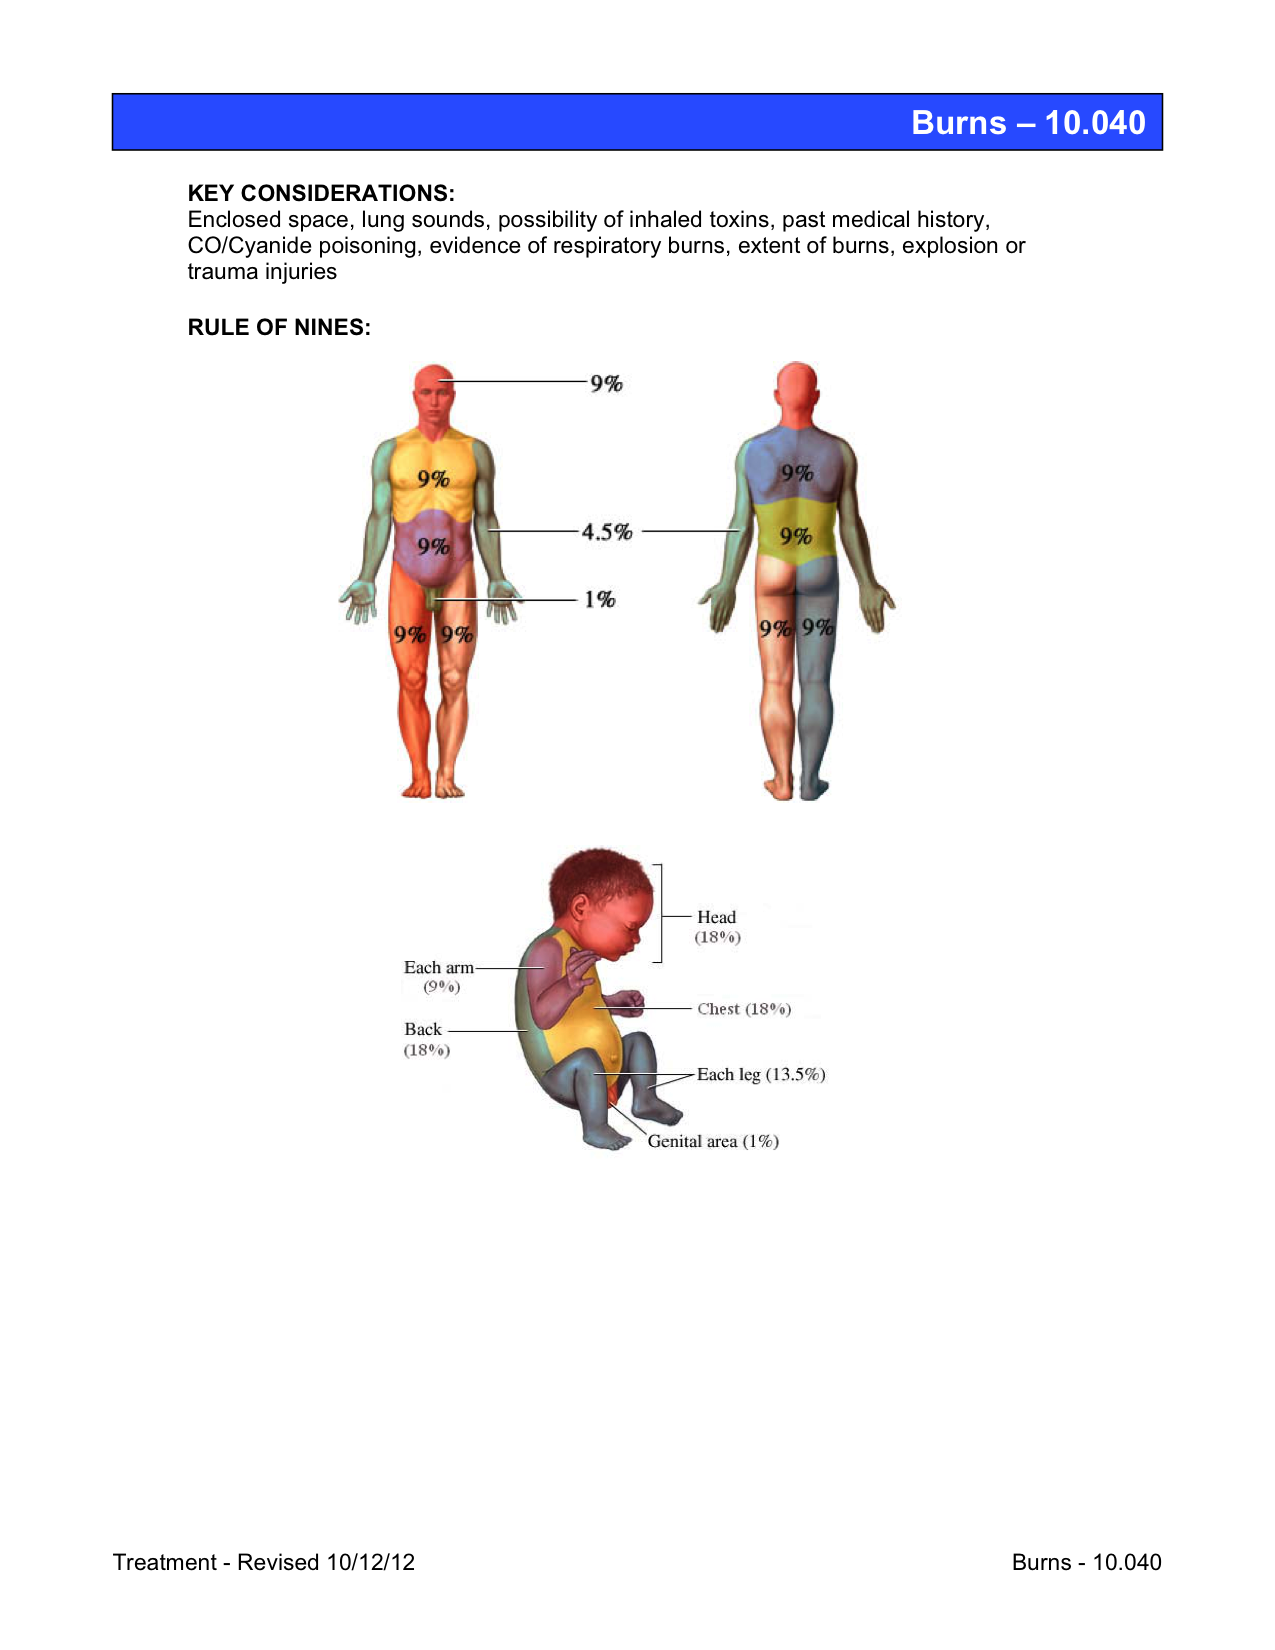 Burns – 10.040
KEY CONSIDERATIONS:
Enclosed space, lung sounds, possibility of inhaled toxins, past medical history,
CO/Cyanide poisoning, evidence of respiratory burns, extent of burns, explosion or
trauma injuries
RULE OF NINES:
9%
9%
9%
4.5%
9%
9%
1%
9% 9%
9% 9%
Head
(18%)
Each arm
(9%)
Chest (18%)
Back
(18%)
Each leg (13.5%)
Genital area (1%)
Treatment - Revised 10/12/12
Burns - 10.040